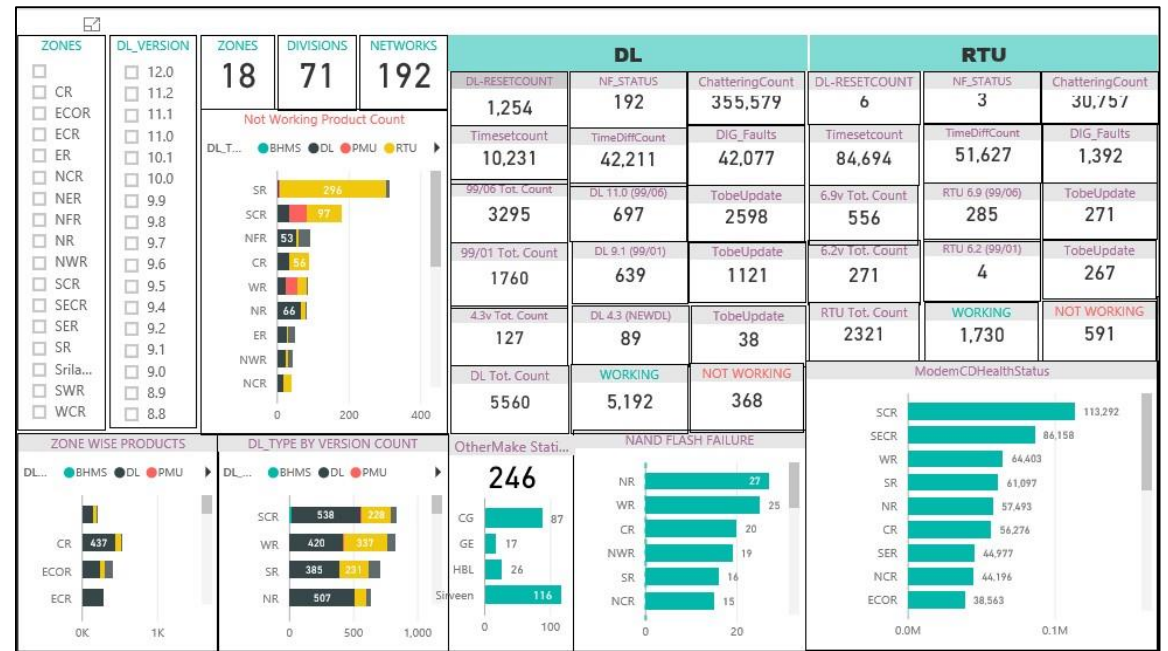 ZONES
CR
ECOR
ECR
ER
NCR
NER
NFR
NR
NWR
SCR
SECR
SER
SR
Srila...
SWR
WCR
DL_VERSION
12.0
11.2
11.1
11.0
10.1
10.0
9.9
9.8
9.7
9.6
9.5
9.4
9.2
9.1
9.0
8.9
8.8
ZONES
18
DIVISIONS
71
NETWORKS
192
Not Working Product Count
DL_T... BHMS DL PMU RTU
SR 296
SCR 97
NFR 53
CR 56
WR
NR 66
ER
NWR
NCR
0 200 400
DL
DL-RESETCOUNT
1,254
NF_STATUS
192
ChatteringCount
355,579
Timesetcount
10,231
TimeDiffCount
42,211
DIG_Faults
42,077
99/06 Tot. Count
3295
DL 11.0 (99/06)
697
TobeUpdate
2598
99/01 Tot. Count
1760
DL 9.1 (99/01)
639
TobeUpdate
1121
4.3v Tot. Count
127
DL 4.3 (NEWDL)
89
TobeUpdate
38
DL Tot. Count
5560
WORKING
5,192
NOT WORKING
368
RTU
DL-RESETCOUNT
6
NF_STATUS
3
ChatteringCount
30,757
Timesetcount
84,694
TimeDiffCount
51,627
DIG_Faults
1,392
6.9v Tot. Count
556
RTU 6.9 (99/06)
285
TobeUpdate
271
6.2v Tot. Count
271
RTU 6.2 (99/01)
4
TobeUpdate
267
RTU Tot. Count
2321
WORKING
1,730
NOT WORKING
591
ZONE WISE PRODUCTS
DL... BHMS DL PMU
CR 437
ECOR
ECR
0K 1K
DL_TYPE BY VERSION COUNT
DL_... BHMS DL PMU
SCR 538 228
WR 420 337
SR 385 231
NR 507
0 500 1,000
OtherMake Stati...
246
CG 87
GE 17
HBL 26
116
0 100
NAND FLASH FAILURE
NR 27
WR 25
CR 20
NWR 19
SR 16
NCR 15
0 20
ModemCDHealthStatus
SCR 113,292
SECR 86,158
WR 64,403
SR 61,097
NR 57,493
CR 56,276
SER 44,977
NCR 44,196
ECOR 38,563
0.0M 0.1M